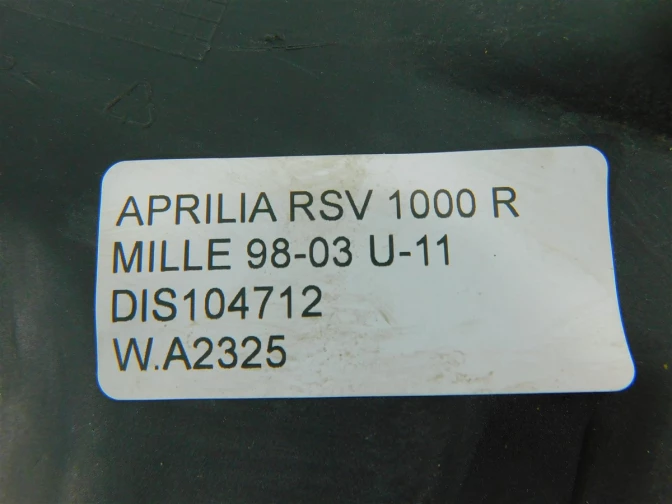 APRILIA RSV 1000 R
MILLE 98-03 U-11
DIS104712
W.A2325